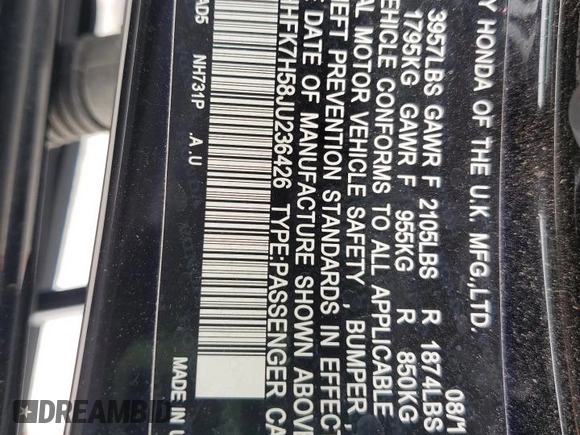 Y HONDA OF THE U.K. MFG.,LTD. 08/1
3957LBS GAWR F 2105LBS R 1874LBS
1795KG GAWR F 955KG R 850KG
EHICLE CONFORMS TO ALL APPLICABLE
AL MOTOR VEHICLE SAFETY , BUMPER ,
EFT PREVENTION STANDARDS IN EFFECT
E DATE OF MANUFACTURE SHOWN ABOVE
HFK7H58JU236426 TYPE:PASSENGER CA
AD5 NH731P .A.U MADE IN U
DREAMBID